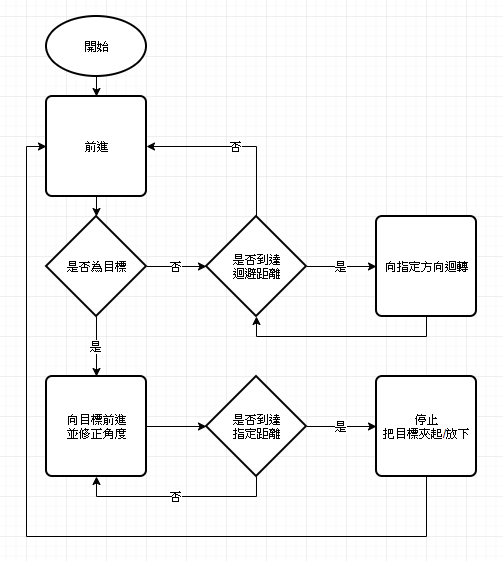 開始
前進
否
是否為目標
否
是否到達
迴避距離
是
向指定方向迴轉
是
向目標前進
並修正角度
是否到達
指定距離
是
停止
把目標夾起/放下
否